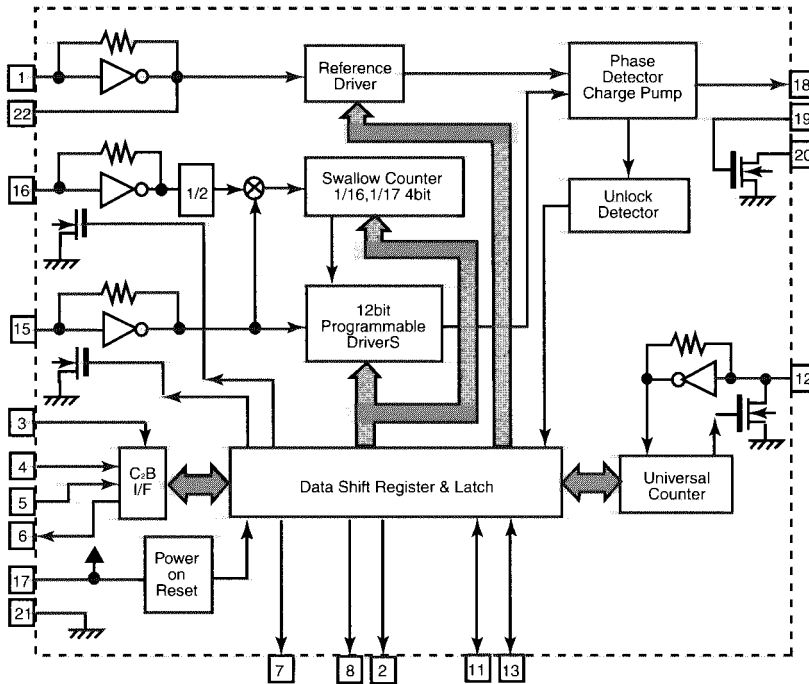 1
Reference
Driver
Phase
Detector
Charge Pump
18
22
19
20
16
1/2
Swallow Counter
1/16,1/17 4bit
Unlock
Detector
15
12bit
Programmable
DriverS
12
3
4
5
6
C₂B
I/F
Data Shift Register & Latch
Universal
Counter
17
Power
on
Reset
21
7
8
2
11
13